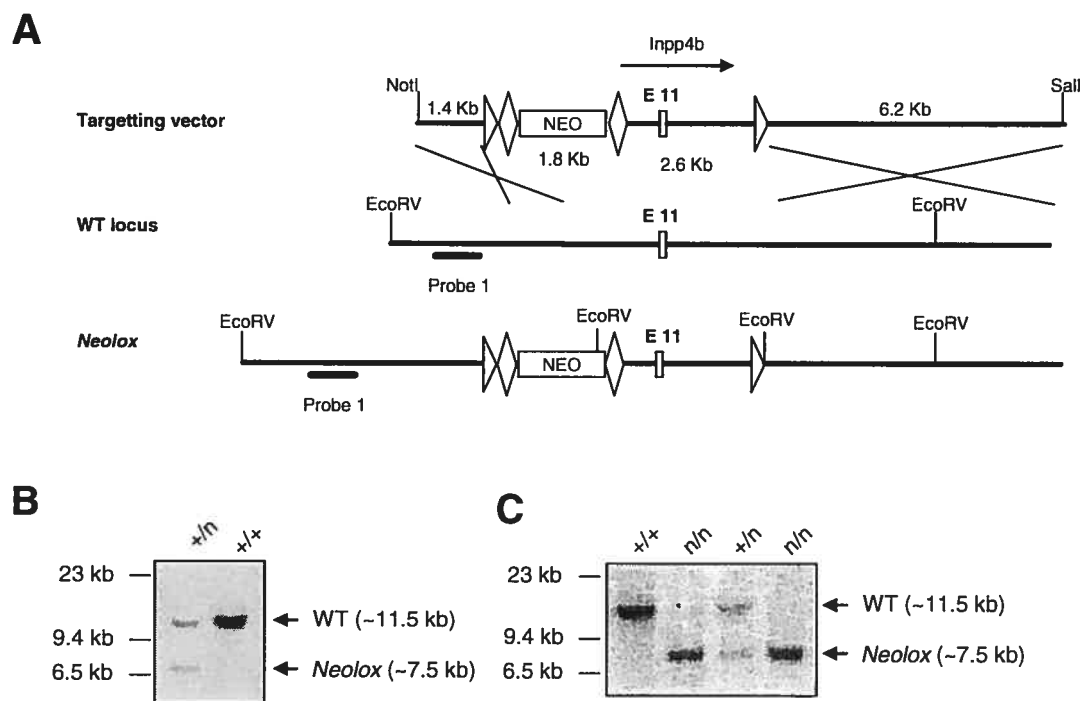 A
Inpp4b
NotI
1.4 Kb
E 11
SalI
Targetting vector
NEO
6.2 Kb
1.8 Kb
2.6 Kb
EcoRV
E 11
EcoRV
WT locus
Probe 1
EcoRV
EcoRV
E 11
EcoRV
EcoRV
Neolox
NEO
Probe 1
B
+/n
+/+
23 kb
WT (~11.5 kb)
9.4 kb
6.5 kb
Neolox (~7.5 kb)
C
+/+
n/n
+/n
n/n
23 kb
WT (~11.5 kb)
9.4 kb
6.5 kb
Neolox (~7.5 kb)